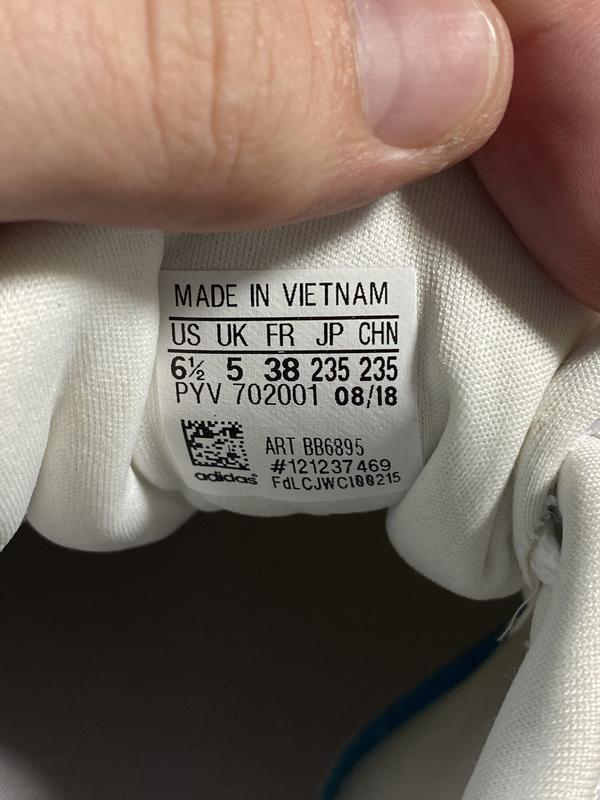 MADE IN VIETNAM
US UK FR JP CHN
6½ 5 38 235 235
PYV 702001 08/18
ART BB6895
#121237469
adidas FdLCJWC100215